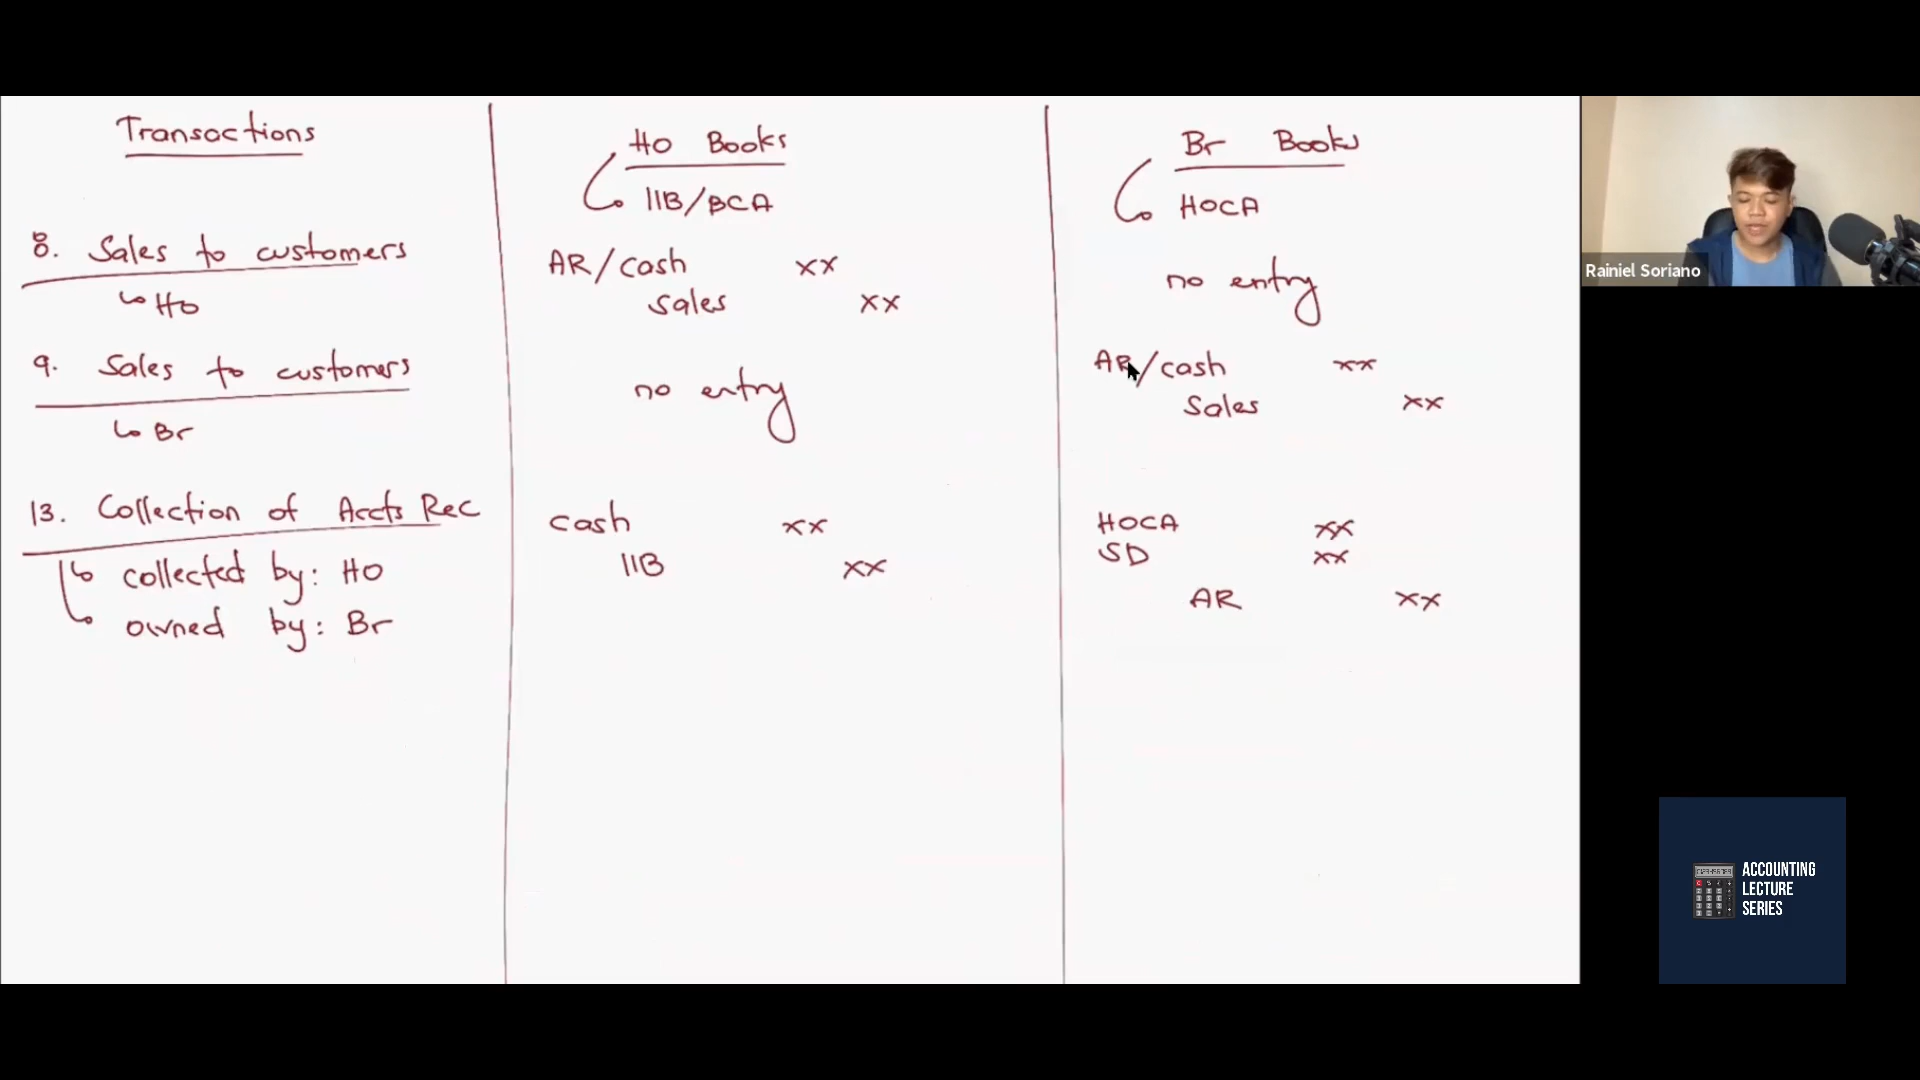 Transactions
HO Books
IIB/BCA
Br Books
HOCA
8. Sales to customers
HO
AR/cash xx
sales xx
no entry
9. Sales to customers
Br
no entry
AR/cash xx
Sales xx
13. Collection of Accts Rec
collected by: HO
owned by: Br
cash xx
IIB xx
HOCA xx
SD xx
AR xx
Rainiel Soriano
ACCOUNTING
LECTURE
SERIES